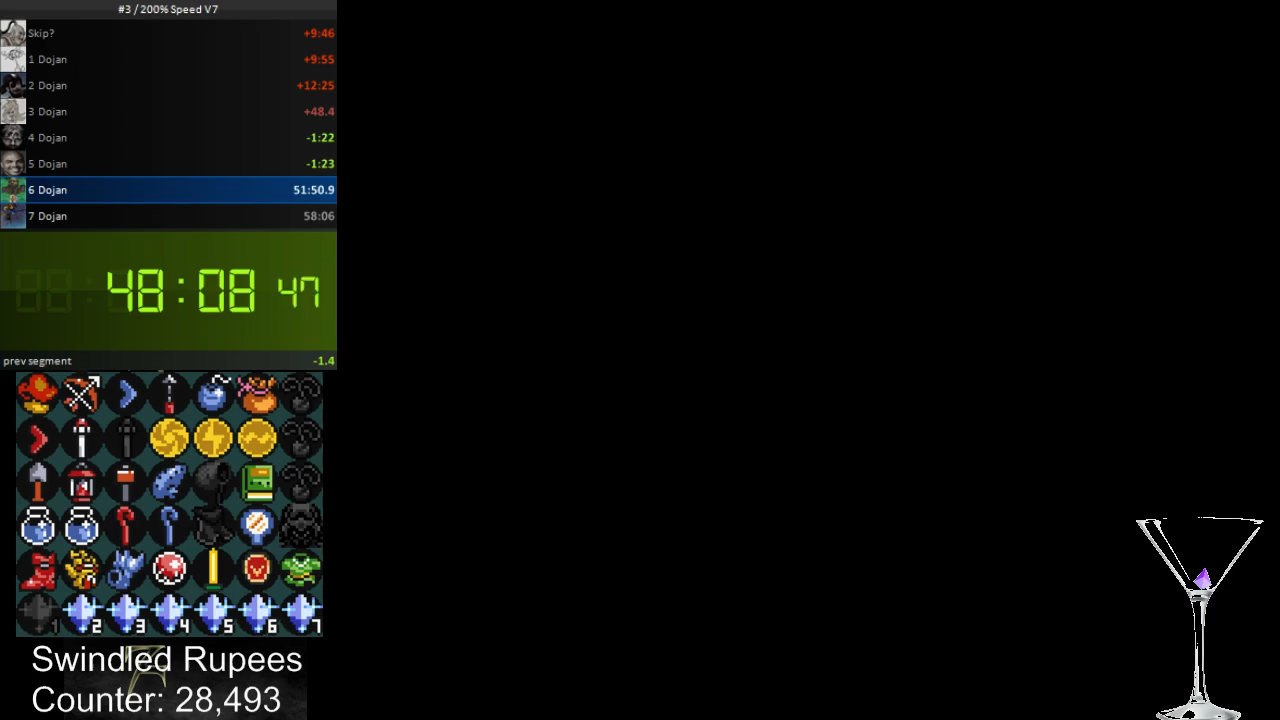 #3 / 200% Speed V7
Skip? +9:46
1 Dojan +9:55
2 Dojan +12:25
3 Dojan +48.4
4 Dojan -1:22
5 Dojan -1:23
6 Dojan 51:50.9
7 Dojan 58:06
48:08 47
prev segment -1.4
1 2 3 4 5 6 7
Swindled Rupees
Counter: 28,493